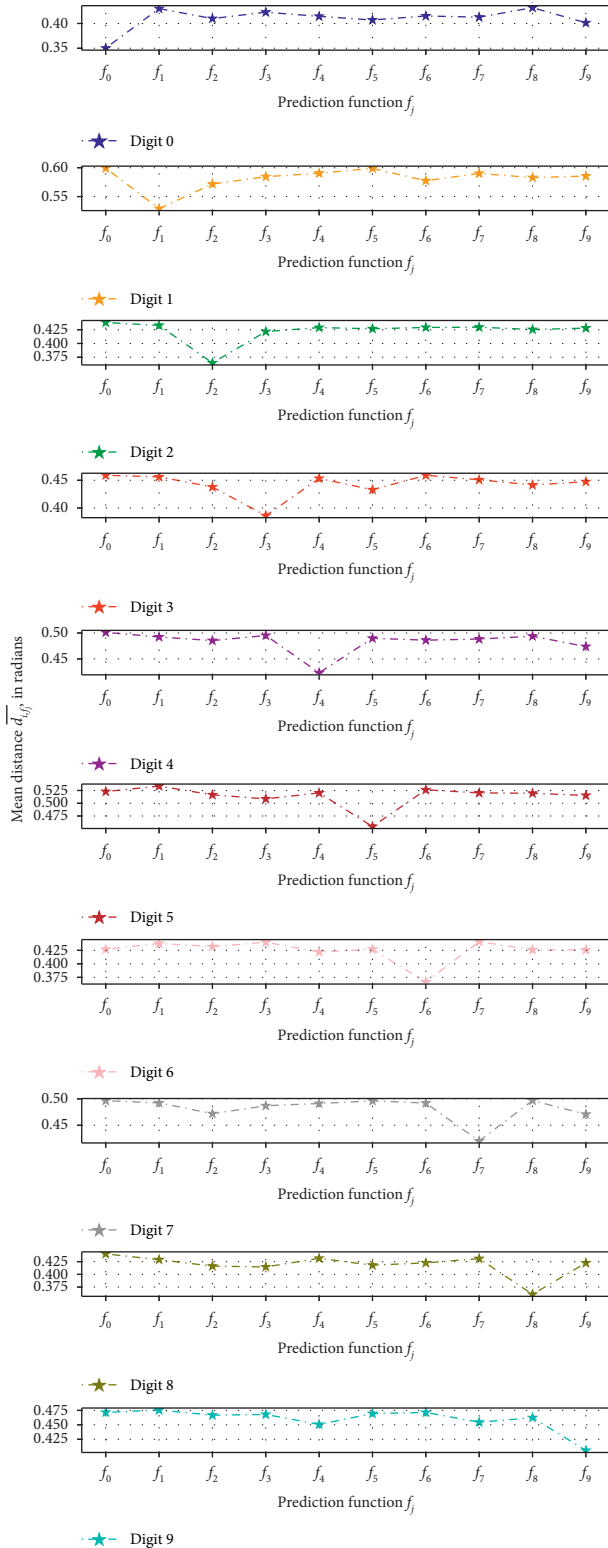 0.40
0.35
f0 f1 f2 f3 f4 f5 f6 f7 f8 f9
Prediction function fj
Digit 0
0.60
0.55
f0 f1 f2 f3 f4 f5 f6 f7 f8 f9
Prediction function fj
Digit 1
0.425
0.400
0.375
f0 f1 f2 f3 f4 f5 f6 f7 f8 f9
Prediction function fj
Digit 2
0.45
0.40
f0 f1 f2 f3 f4 f5 f6 f7 f8 f9
Prediction function fj
Digit 3
Mean distance di,fj, in radians
0.50
0.45
f0 f1 f2 f3 f4 f5 f6 f7 f8 f9
Prediction function fj
Digit 4
0.525
0.500
0.475
f0 f1 f2 f3 f4 f5 f6 f7 f8 f9
Prediction function fj
Digit 5
0.425
0.400
0.375
f0 f1 f2 f3 f4 f5 f6 f7 f8 f9
Prediction function fj
Digit 6
0.50
0.45
f0 f1 f2 f3 f4 f5 f6 f7 f8 f9
Prediction function fj
Digit 7
0.425
0.400
0.375
f0 f1 f2 f3 f4 f5 f6 f7 f8 f9
Prediction function fj
Digit 8
0.475
0.450
0.425
f0 f1 f2 f3 f4 f5 f6 f7 f8 f9
Prediction function fj
Digit 9